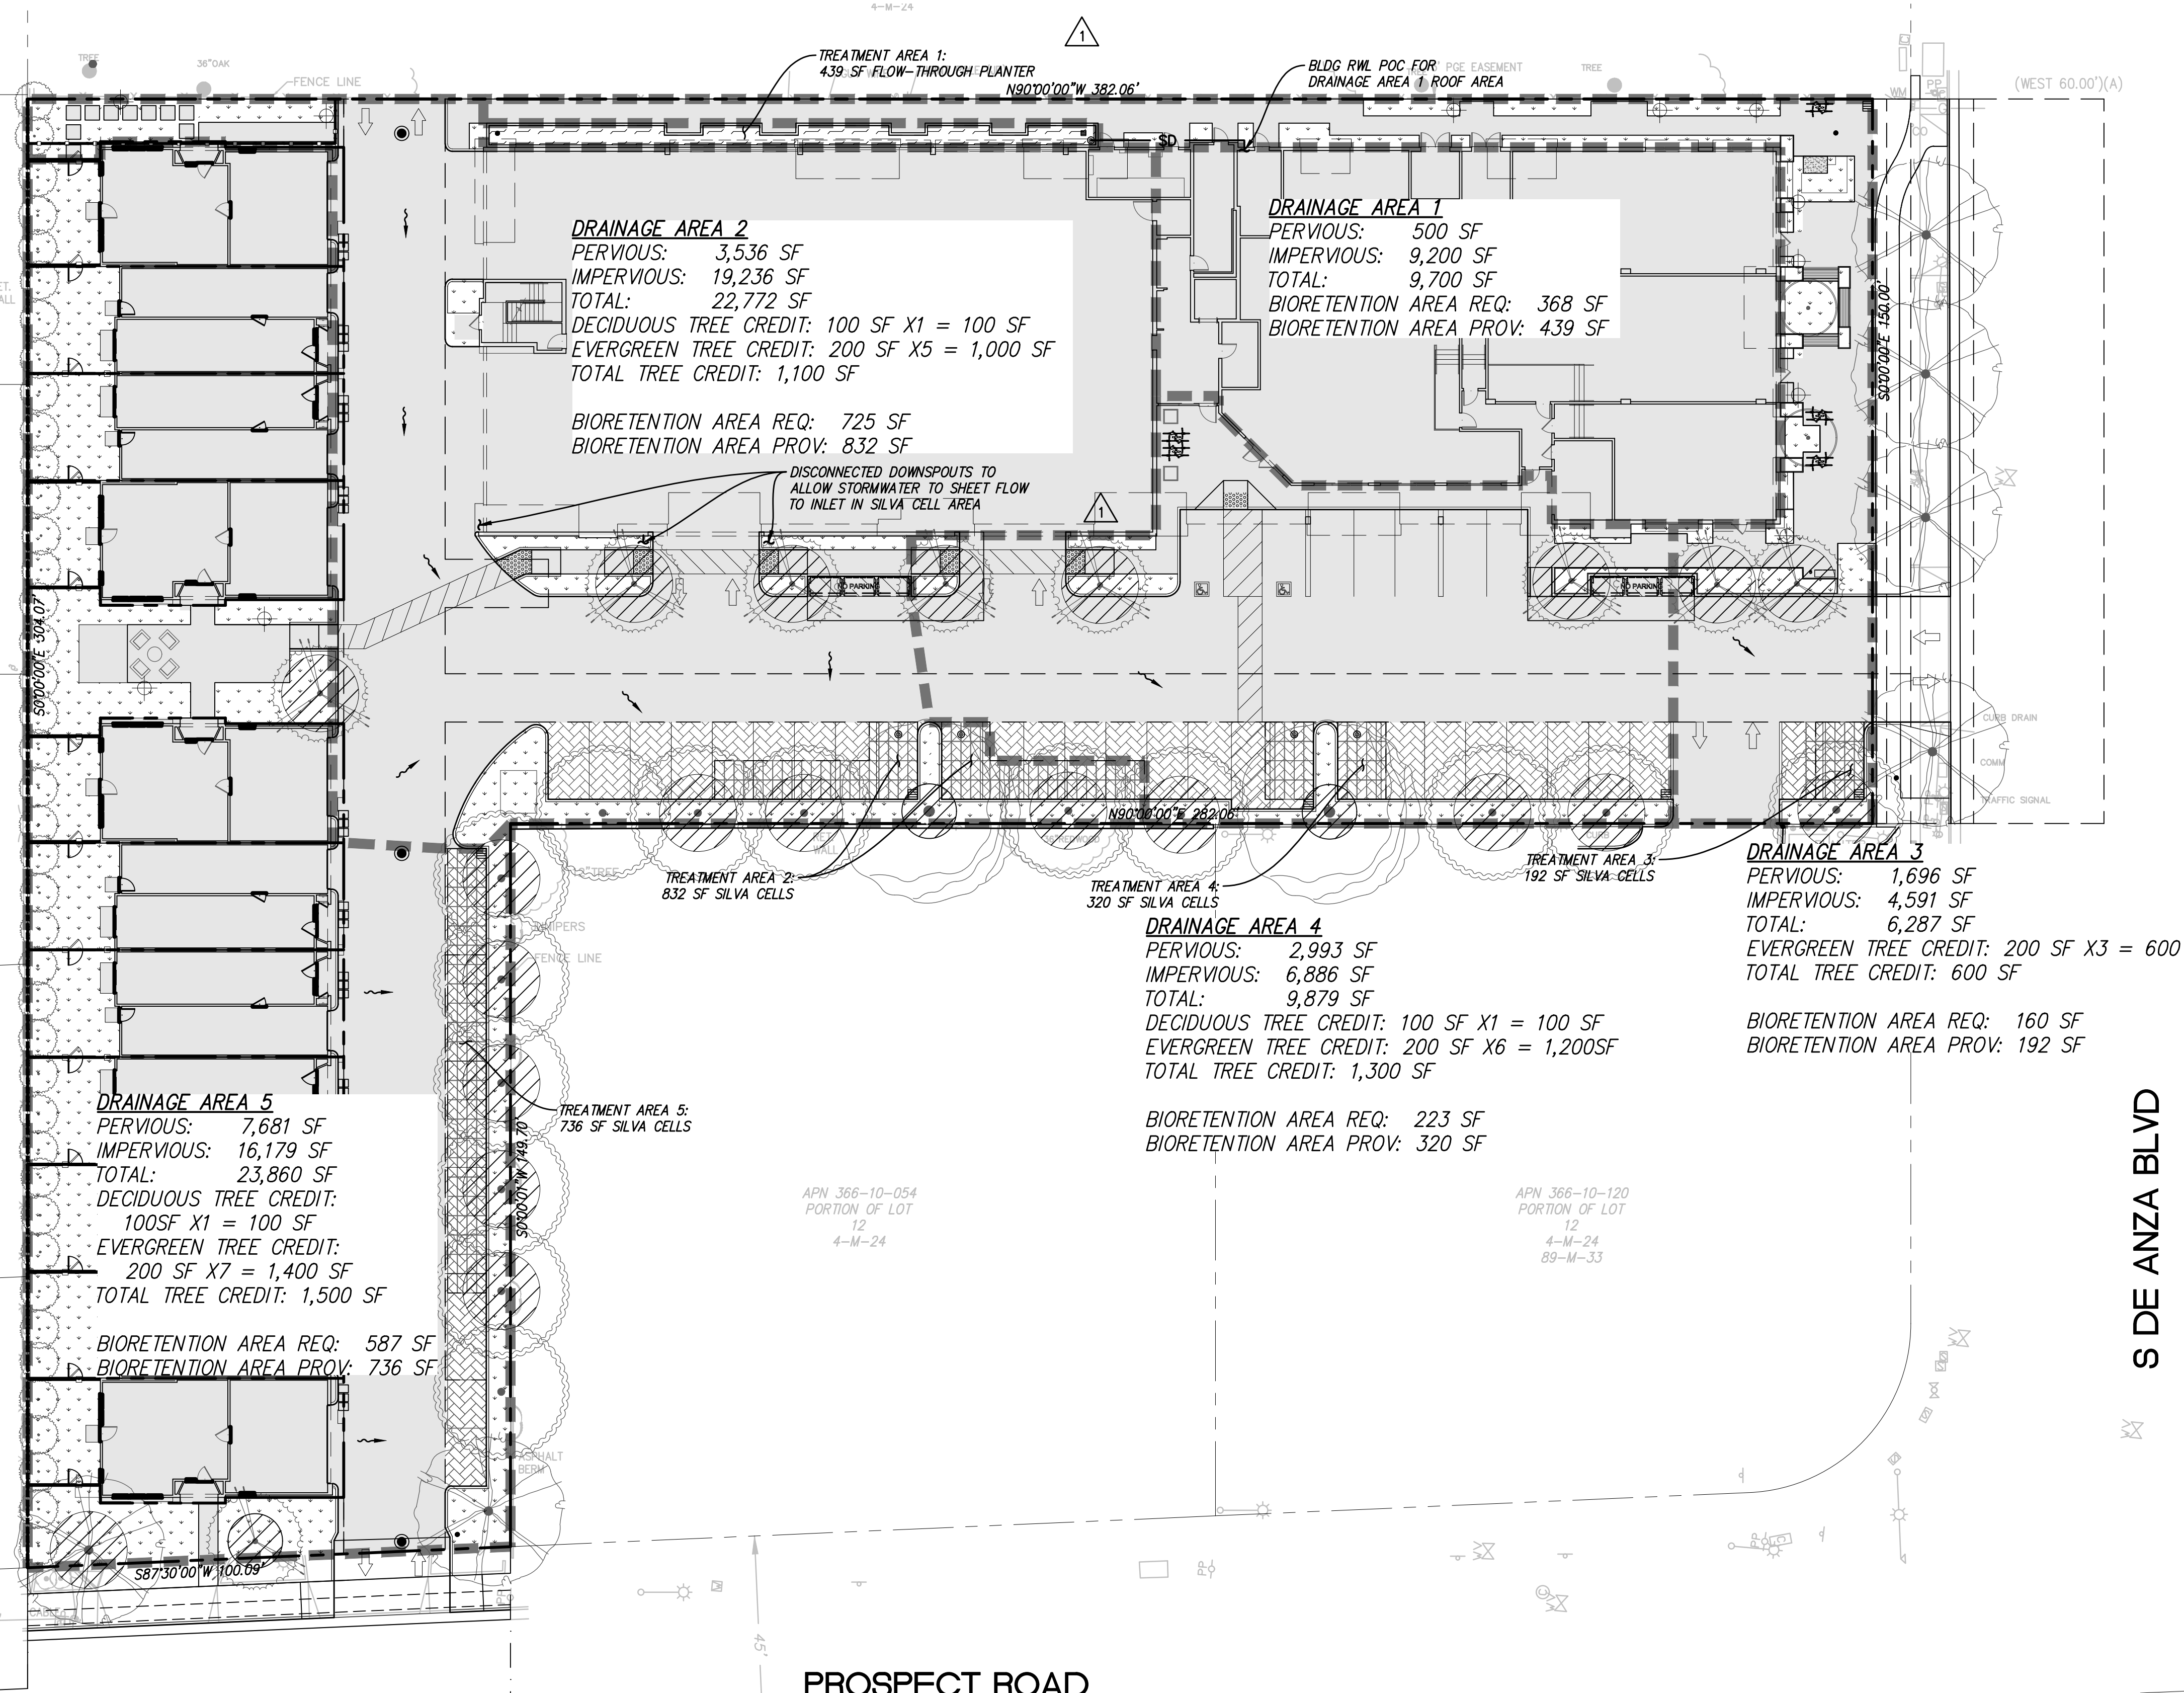 4-M-24
1
TREE
36"OAK
FENCE LINE
TREATMENT AREA 1:
439 SF FLOW-THROUGH PLANTER
N90°00'00"W 382.06'
BLDG RWL POC FOR
DRAINAGE AREA 1 ROOF AREA
PGE EASEMENT
TREE
TREE
WM
PP
(WEST 60.00')(A)
CO
SD
DRAINAGE AREA 2
PERVIOUS: 3,536 SF
IMPERVIOUS: 19,236 SF
TOTAL: 22,772 SF
DECIDUOUS TREE CREDIT: 100 SF X1 = 100 SF
EVERGREEN TREE CREDIT: 200 SF X5 = 1,000 SF
TOTAL TREE CREDIT: 1,100 SF
BIORETENTION AREA REQ: 725 SF
BIORETENTION AREA PROV: 832 SF
DRAINAGE AREA 1
PERVIOUS: 500 SF
IMPERVIOUS: 9,200 SF
TOTAL: 9,700 SF
BIORETENTION AREA REQ: 368 SF
BIORETENTION AREA PROV: 439 SF
S0°00'00"E 150.00'
DISCONNECTED DOWNSPOUTS TO
ALLOW STORMWATER TO SHEET FLOW
TO INLET IN SILVA CELL AREA
1
NO PARKING
NO PARKING
S0°00'00"E 304.07'
CURB DRAIN
COMM
TRAFFIC SIGNAL
N90°00'00"E 282.06'
RET.
WALL
REDWOOD
CURB
TREE
TREATMENT AREA 2:
832 SF SILVA CELLS
TREATMENT AREA 4:
320 SF SILVA CELLS
TREATMENT AREA 3:
192 SF SILVA CELLS
DRAINAGE AREA 3
PERVIOUS: 1,696 SF
IMPERVIOUS: 4,591 SF
TOTAL: 6,287 SF
EVERGREEN TREE CREDIT: 200 SF X3 = 600
TOTAL TREE CREDIT: 600 SF
BIORETENTION AREA REQ: 160 SF
BIORETENTION AREA PROV: 192 SF
JUNIPERS
FENCE LINE
DRAINAGE AREA 4
PERVIOUS: 2,993 SF
IMPERVIOUS: 6,886 SF
TOTAL: 9,879 SF
DECIDUOUS TREE CREDIT: 100 SF X1 = 100 SF
EVERGREEN TREE CREDIT: 200 SF X6 = 1,200SF
TOTAL TREE CREDIT: 1,300 SF
BIORETENTION AREA REQ: 223 SF
BIORETENTION AREA PROV: 320 SF
DRAINAGE AREA 5
PERVIOUS: 7,681 SF
IMPERVIOUS: 16,179 SF
TOTAL: 23,860 SF
DECIDUOUS TREE CREDIT:
100SF X1 = 100 SF
EVERGREEN TREE CREDIT:
200 SF X7 = 1,400 SF
TOTAL TREE CREDIT: 1,500 SF
BIORETENTION AREA REQ: 587 SF
BIORETENTION AREA PROV: 736 SF
TREATMENT AREA 5:
736 SF SILVA CELLS
S0°00'01"W 149.70'
APN 366-10-054
PORTION OF LOT
12
4-M-24
APN 366-10-120
PORTION OF LOT
12
4-M-24
89-M-33
S DE ANZA BLVD
ASPHALT
BERM
S87°30'00"W 100.09'
CABLE
45'
PROSPECT ROAD